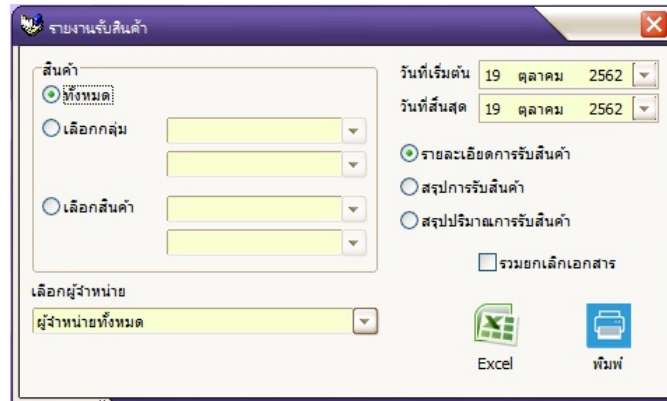 รายงานรับสินค้า
สินค้า
ทั้งหมด
เลือกกลุ่ม
เลือกสินค้า
เลือกผู้จำหน่าย
ผู้จำหน่ายทั้งหมด
วันที่เริ่มต้น 19 ตุลาคม 2562
วันที่สิ้นสุด 19 ตุลาคม 2562
รายละเอียดการรับสินค้า
สรุปการรับสินค้า
สรุปปริมาณการรับสินค้า
รวมยกเลิกเอกสาร
Excel
พิมพ์